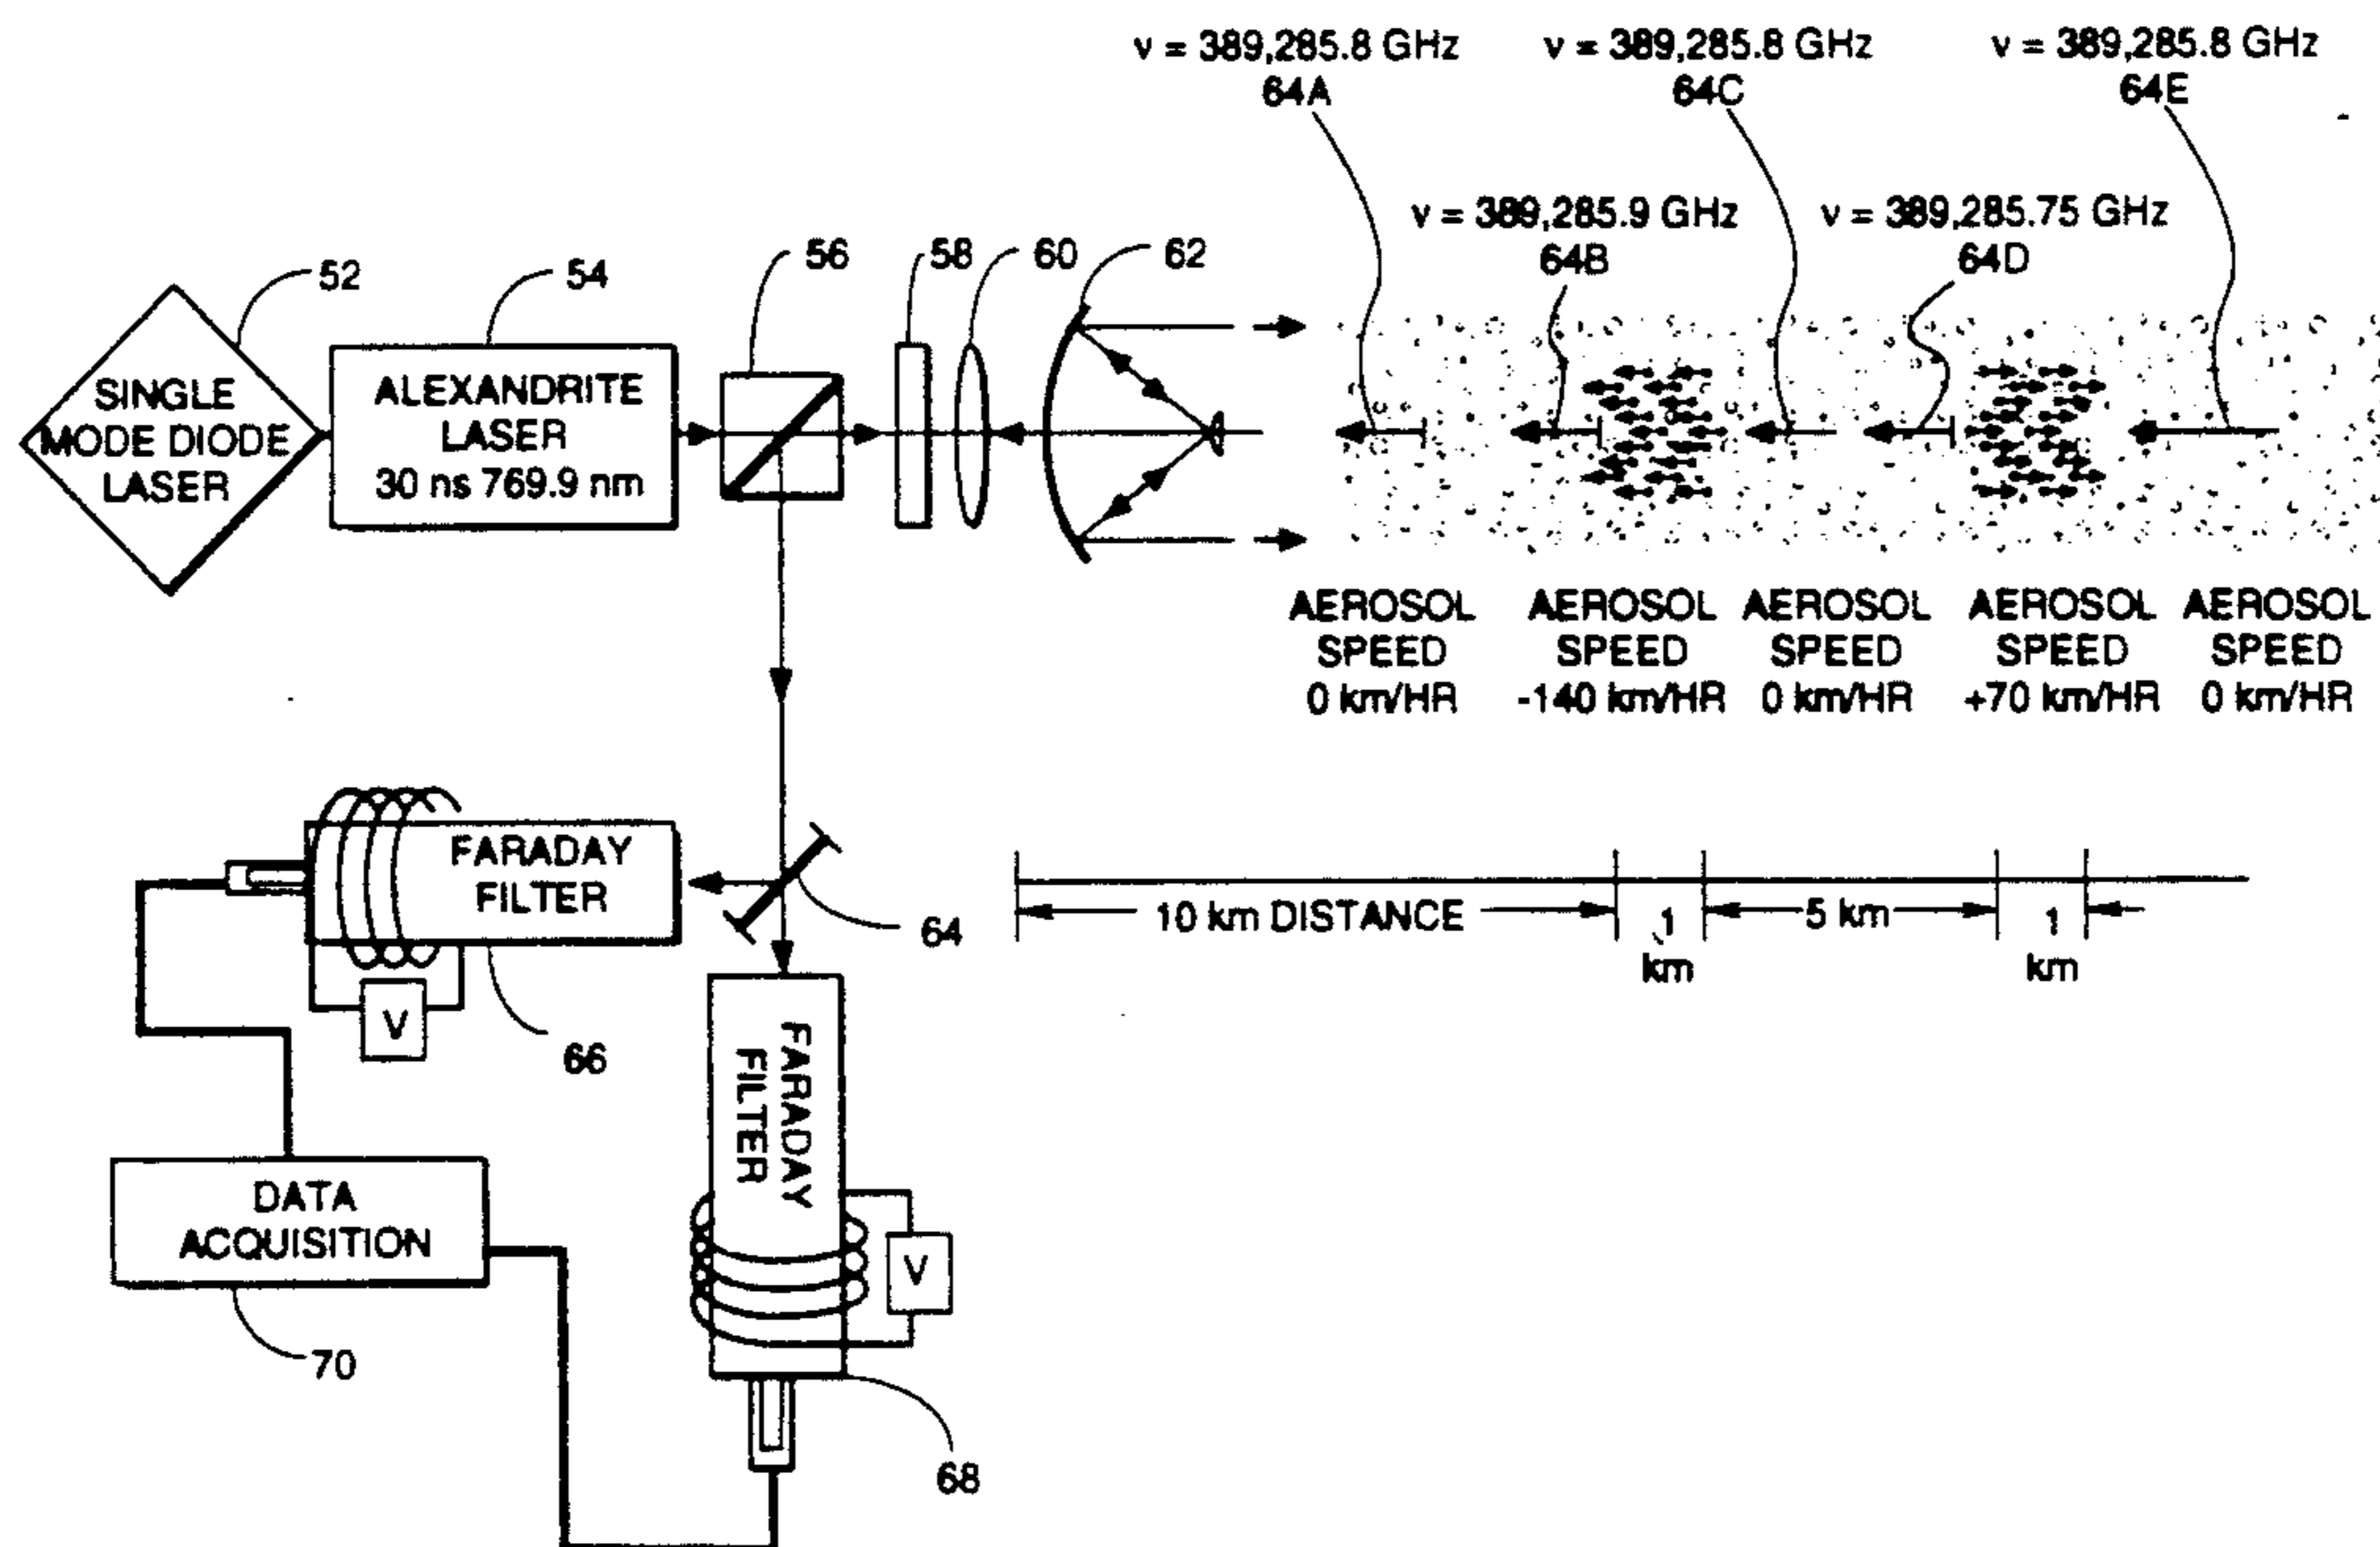 ν = 389,285.8 GHz
64A
ν = 389,285.8 GHz
64C
ν = 389,285.8 GHz
64E
ν = 389,285.9 GHz
64B
ν = 389,285.75 GHz
64D
52
54
56
58
60
62
SINGLE
MODE DIODE
LASER
ALEXANDRITE
LASER
30 ns 769.9 nm
AEROSOL
SPEED
0 km/HR
AEROSOL
SPEED
-140 km/HR
AEROSOL
SPEED
0 km/HR
AEROSOL
SPEED
+70 km/HR
AEROSOL
SPEED
0 km/HR
FARADAY
FILTER
V
66
64
10 km DISTANCE
1
km
5 km
1
km
FARADAY
FILTER
V
68
DATA
ACQUISITION
70